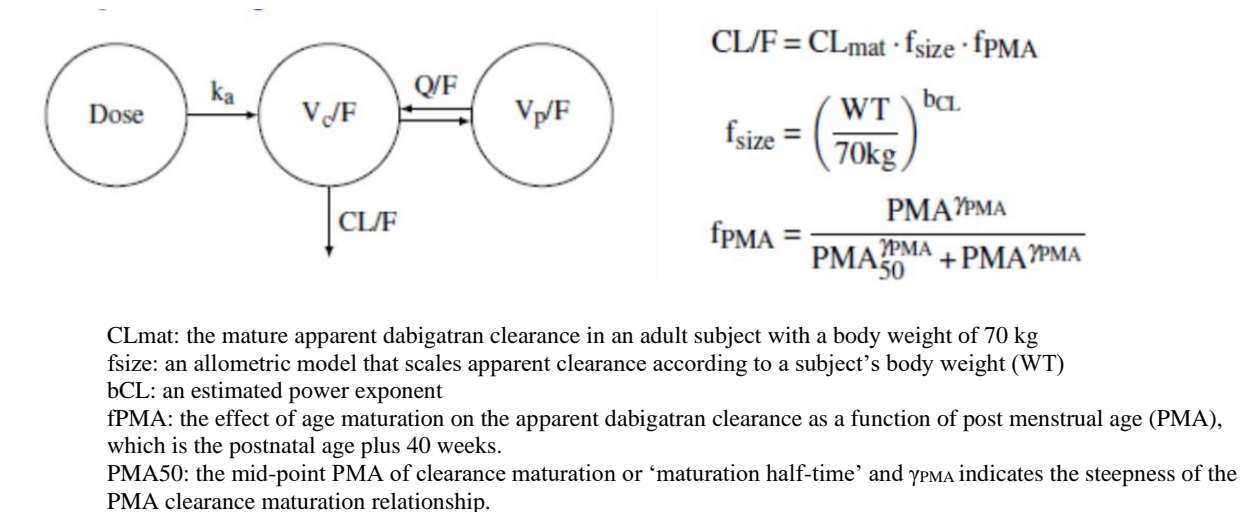 Dose
ka
Vc/F
Q/F
Vp/F
CL/F
CL/F = CLmat · fsize · fPMA
fsize = (WT/70kg)^bCL
fPMA = PMA^γPMA / (PMA50^γPMA + PMA^γPMA)
CLmat: the mature apparent dabigatran clearance in an adult subject with a body weight of 70 kg
fsize: an allometric model that scales apparent clearance according to a subject’s body weight (WT)
bCL: an estimated power exponent
fPMA: the effect of age maturation on the apparent dabigatran clearance as a function of post menstrual age (PMA),
which is the postnatal age plus 40 weeks.
PMA50: the mid-point PMA of clearance maturation or ‘maturation half-time’ and γPMA indicates the steepness of the
PMA clearance maturation relationship.